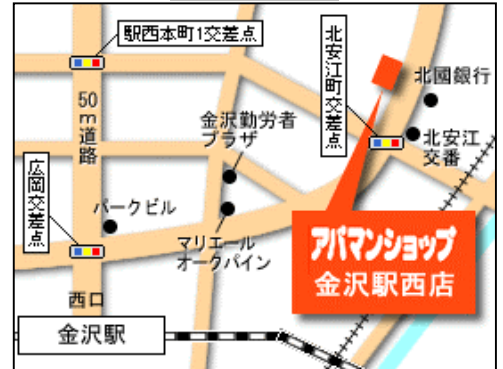 駅西本町1交差点
北安江町交差点
北國銀行
50m道路
金沢勤労者
プラザ
北安江
交番
広岡交差点
パークビル
マリエール
オークパイン
アパマンショップ
金沢駅西店
西口
金沢駅